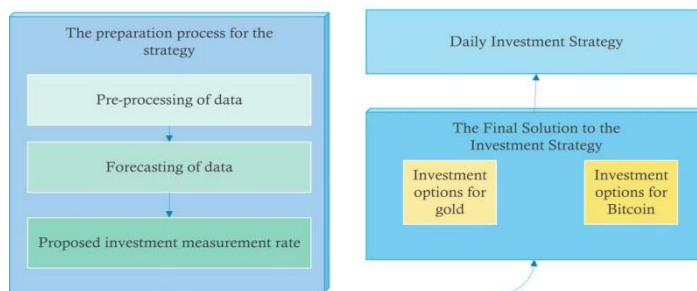 The preparation process for the
strategy
Pre-processing of data
Forecasting of data
Proposed investment measurement rate
Daily Investment Strategy
The Final Solution to the
Investment Strategy
Investment
options for
gold
Investment
options for
Bitcoin